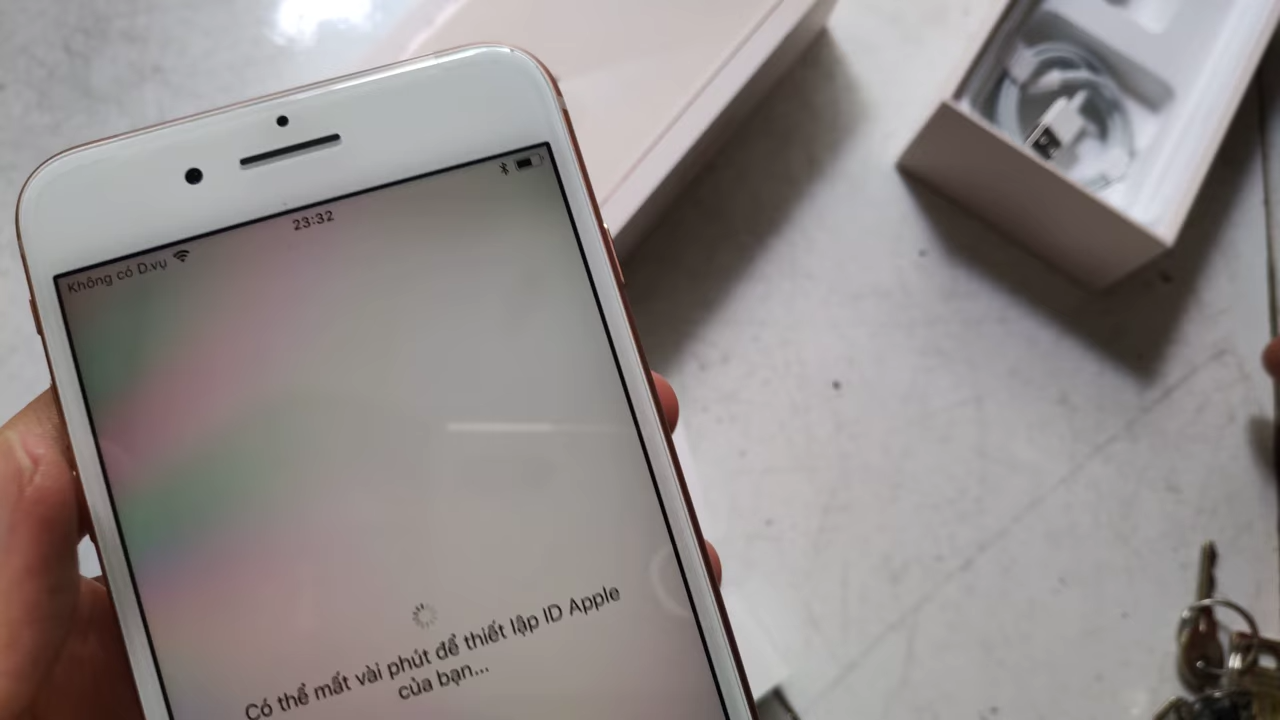 23:32
Không có D.vụ
Có thể mất vài phút để thiết lập ID Apple
của bạn...